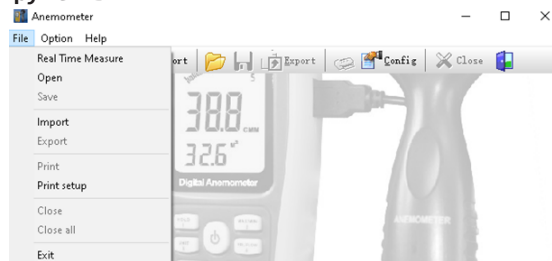 Anemometer
File Option Help
ort Export Config Close
Real Time Measure
Open
Save
Import
Export
Print
Print setup
Close
Close all
Exit
38.8 CMM
32.6
Digital Anemometer
ANEMOMETER